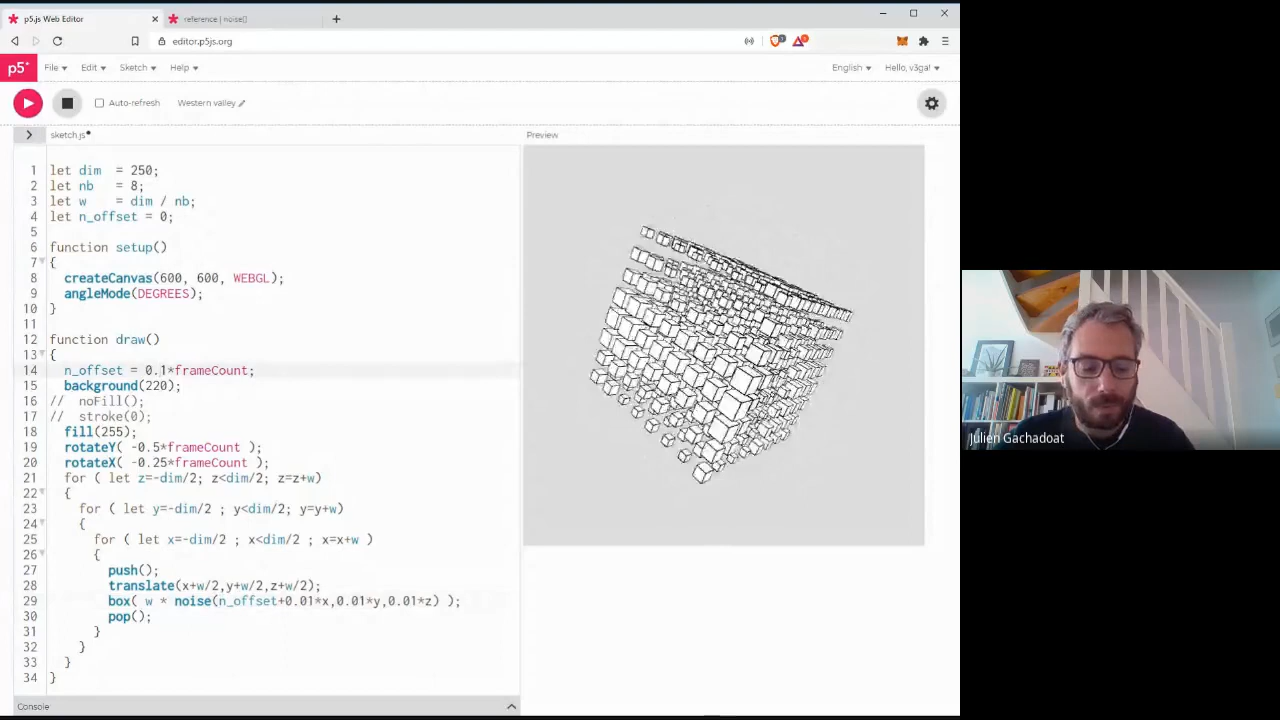 p5.js Web Editor
reference | noise()
editor.p5js.org
p5*
File
Edit
Sketch
Help
English
Hello, v3ga!
Auto-refresh
Western valley
sketch.js
Preview
1 let dim  = 250;
2 let nb   = 8;
3 let w    = dim / nb;
4 let n_offset = 0;
5
6 function setup()
7 {
8   createCanvas(600, 600, WEBGL);
9   angleMode(DEGREES);
10 }
11
12 function draw()
13 {
14   n_offset = 0.1*frameCount;
15   background(220);
16 //  noFill();
17 //  stroke(0);
18   fill(255);
19   rotateY( -0.5*frameCount );
20   rotateX( -0.25*frameCount );
21   for ( let z=-dim/2; z<dim/2; z=z+w)
22   {
23     for ( let y=-dim/2 ; y<dim/2; y=y+w)
24     {
25       for ( let x=-dim/2 ; x<dim/2 ; x=x+w )
26       {
27         push();
28         translate(x+w/2,y+w/2,z+w/2);
29         box( w * noise(n_offset+0.01*x,0.01*y,0.01*z) );
30         pop();
31       }
32     }
33   }
34 }
Console
Julien Gachadoat